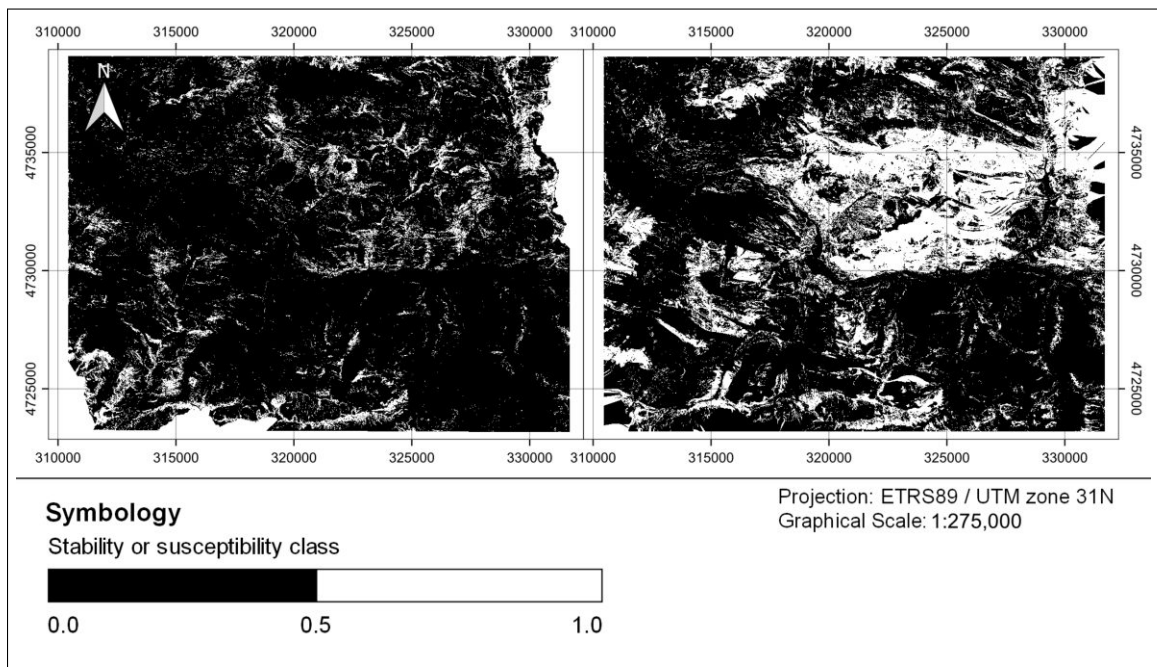 310000 315000 320000 325000 330000 310000 315000 320000 325000 330000
N
4735000 4735000
4730000 4730000
4725000 4725000
310000 315000 320000 325000 330000 310000 315000 320000 325000 330000
Projection: ETRS89 / UTM zone 31N
Graphical Scale: 1:275,000
Symbology
Stability or susceptibility class
0.0 0.5 1.0